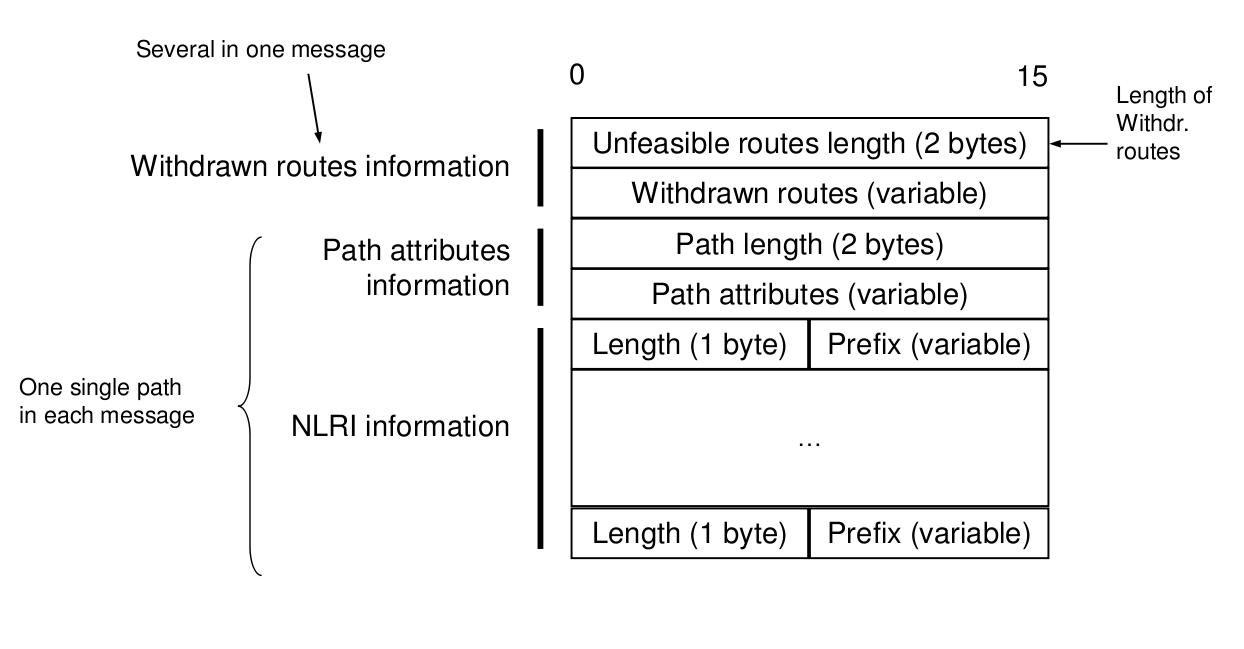 Several in one message
0
15
Length of
Withdr.
routes
Withdrawn routes information
Unfeasible routes length (2 bytes)
Withdrawn routes (variable)
Path attributes
information
Path length (2 bytes)
Path attributes (variable)
One single path
in each message
NLRI information
Length (1 byte)
Prefix (variable)
...
Length (1 byte)
Prefix (variable)